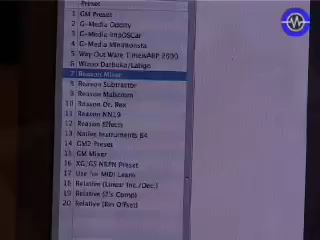 Preset
1 GM Preset
2 G-Media Oddity
3 G-Media ImpOSCar
4 G-Media Minimonsta
5 Way Out Ware TimewARP 2600
6 Wizoo Darbuka/Latigo
7 Reason Mixer
8 Reason Subtractor
9 Reason Malstrom
10 Reason Dr. Rex
11 Reason NN19
12 Reason Effects
13 Native Instruments B4
14 GM2 Preset
15 GM Mixer
16 XG/GS NRPN Preset
17 Use for MIDI Learn
18 Relative (Linear Inc./Dec.)
19 Relative (2's Comp)
20 Relative (Bin Offset)